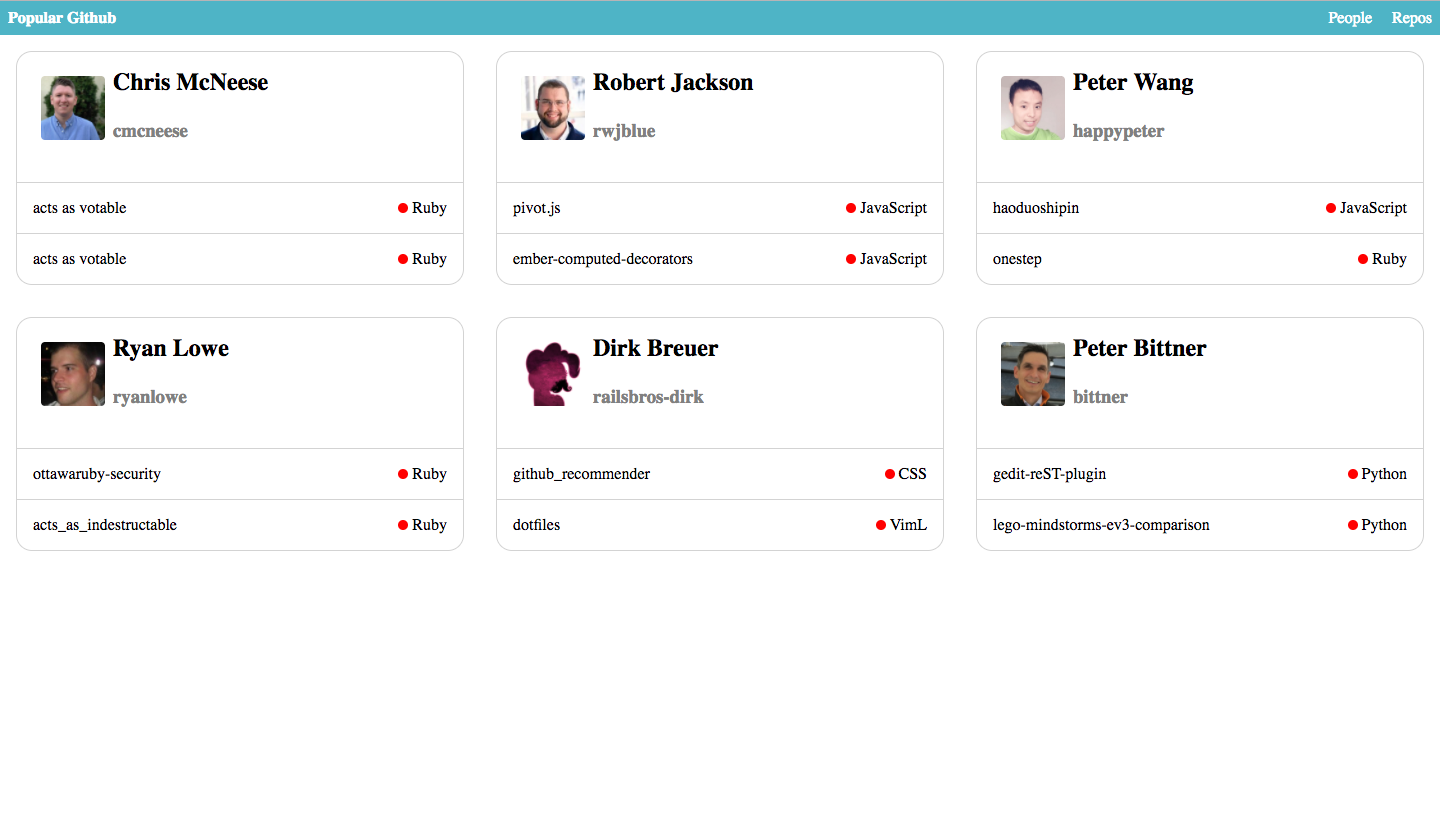 Popular Github People Repos
Chris McNeese
cmcneese
acts as votable Ruby
acts as votable Ruby
Robert Jackson
rwjblue
pivot.js JavaScript
ember-computed-decorators JavaScript
Peter Wang
happypeter
haoduoshipin JavaScript
onestep Ruby
Ryan Lowe
ryanlowe
ottawaruby-security Ruby
acts_as_indestructable Ruby
Dirk Breuer
railsbros-dirk
github_recommender CSS
dotfiles VimL
Peter Bittner
bittner
gedit-reST-plugin Python
lego-mindstorms-ev3-comparison Python